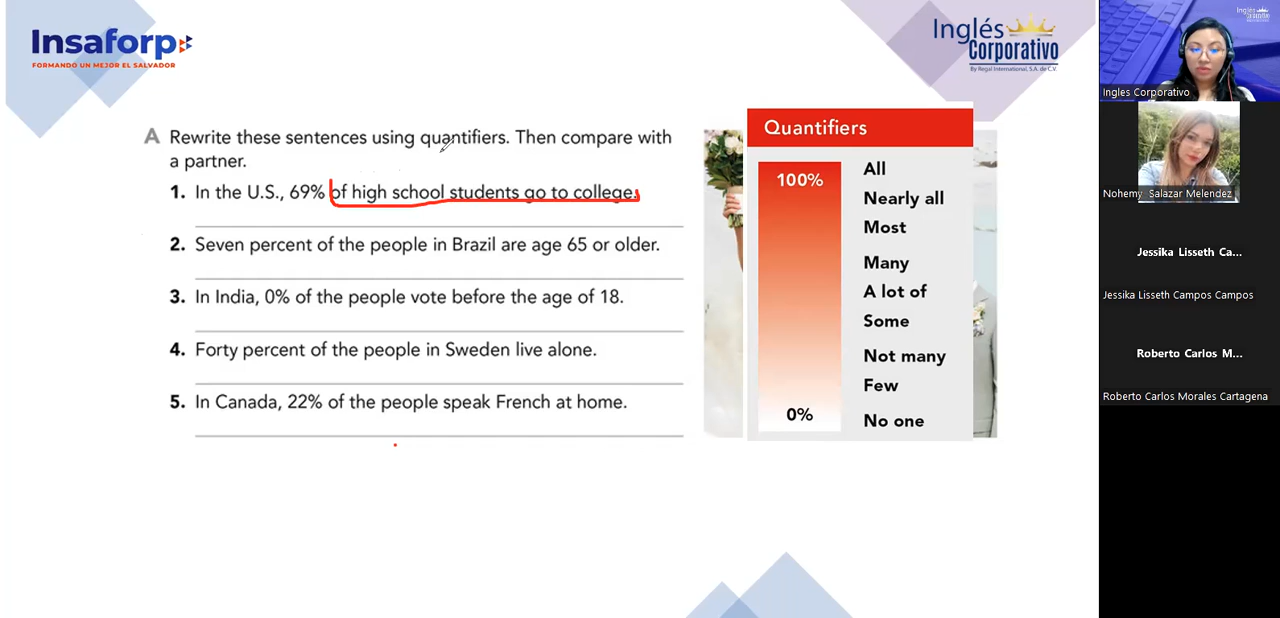 Insaforp
FORMANDO UN MEJOR EL SALVADOR
Inglés
Corporativo
By Regal International, S.A. de C.V.
A Rewrite these sentences using quantifiers. Then compare with
a partner.
1. In the U.S., 69% of high school students go to college.
2. Seven percent of the people in Brazil are age 65 or older.
3. In India, 0% of the people vote before the age of 18.
4. Forty percent of the people in Sweden live alone.
5. In Canada, 22% of the people speak French at home.
Quantifiers
100%
0%
All
Nearly all
Most
Many
A lot of
Some
Not many
Few
No one
Inglés
Ingles Corporativo
Nohemy Salazar Melendez
Jessika Lisseth Ca...
Jessika Lisseth Campos Campos
Roberto Carlos M...
Roberto Carlos Morales Cartagena